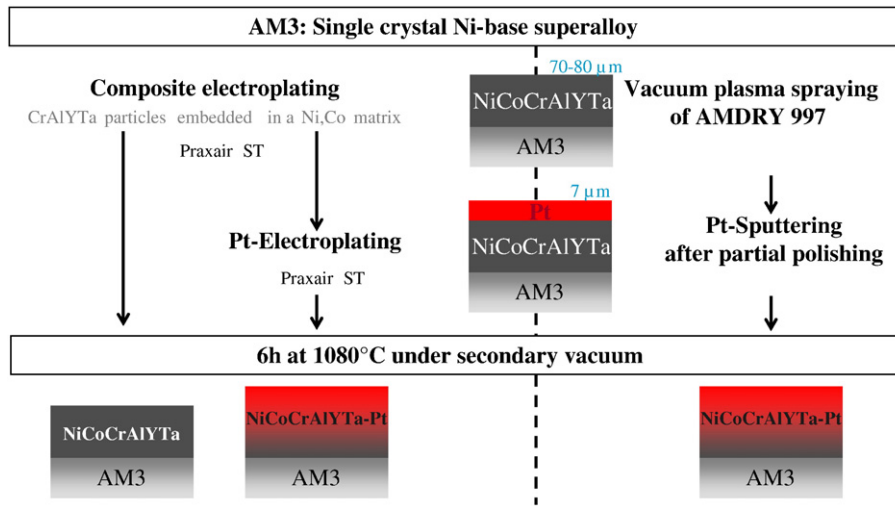 AM3: Single crystal Ni-base superalloy
Composite electroplating
CrAlYTa particles embedded in a Ni,Co matrix
Praxair ST
Pt-Electroplating
Praxair ST
70-80 µm
NiCoCrAlYTa
AM3
7 µm
Pt
NiCoCrAlYTa
AM3
Vacuum plasma spraying
of AMDRY 997
Pt-Sputtering
after partial polishing
6h at 1080°C under secondary vacuum
NiCoCrAlYTa
AM3
NiCoCrAlYTa-Pt
AM3
NiCoCrAlYTa-Pt
AM3